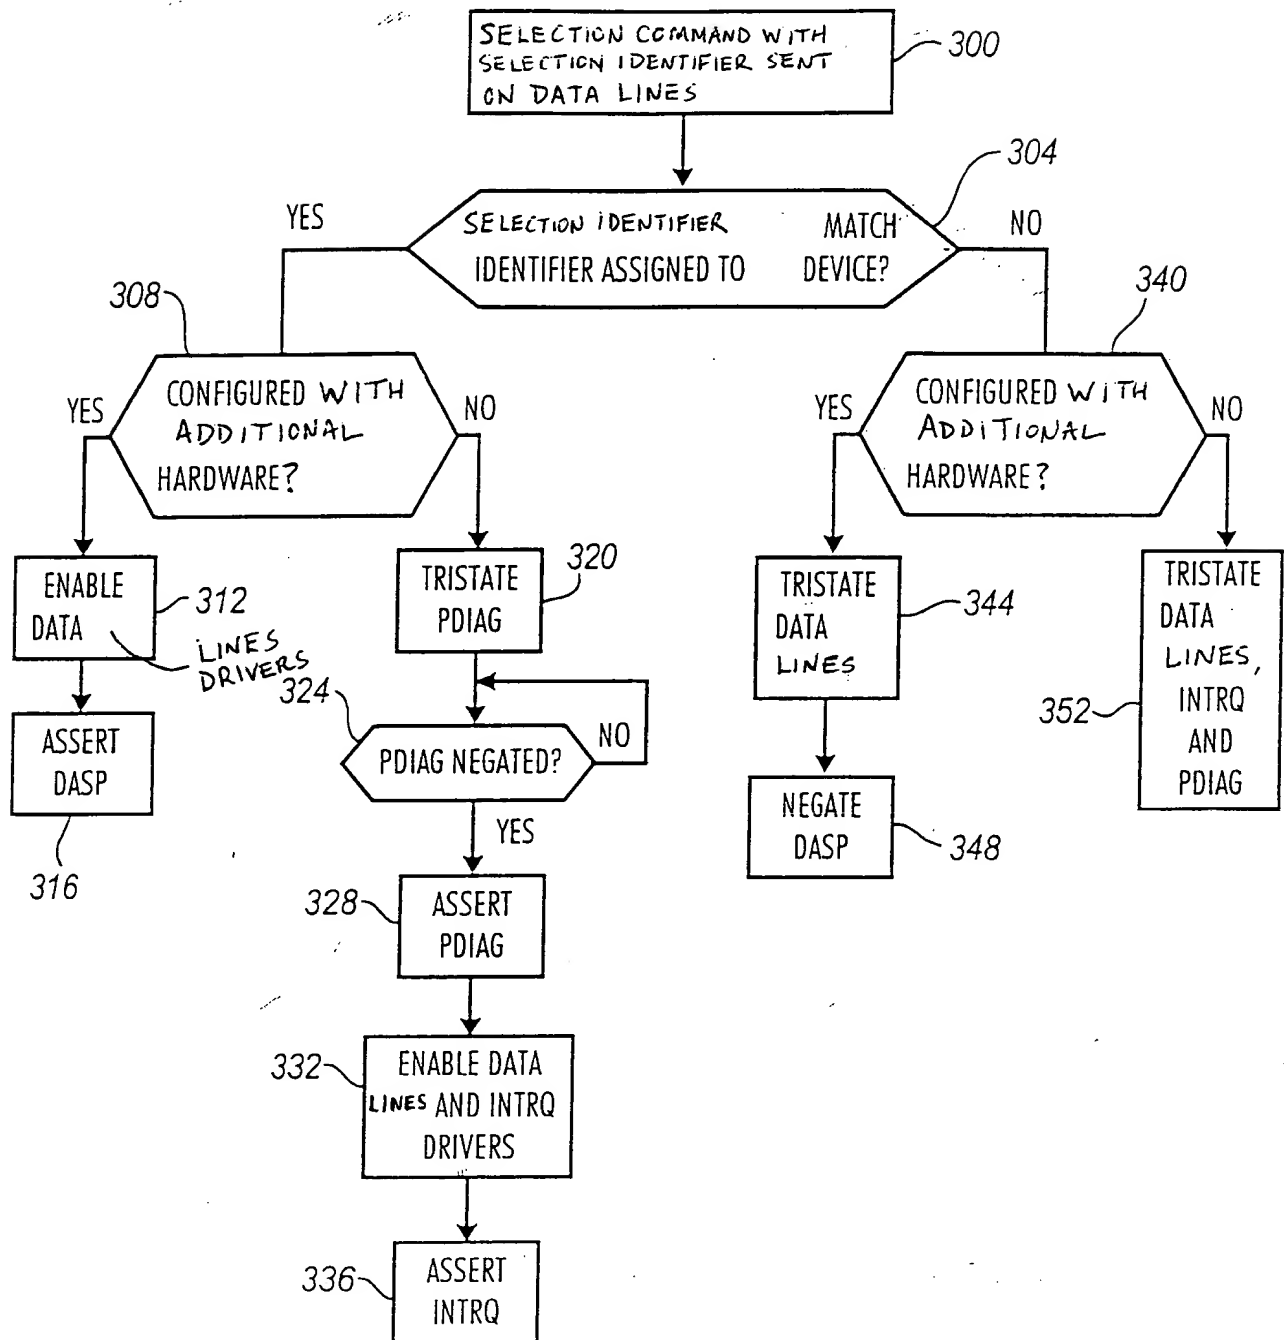 SELECTION COMMAND WITH
SELECTION IDENTIFIER SENT
ON DATA LINES
300
304
YES
SELECTION IDENTIFIER MATCH
IDENTIFIER ASSIGNED TO DEVICE?
NO
308
340
YES
CONFIGURED WITH
ADDITIONAL
HARDWARE?
NO
YES
CONFIGURED WITH
ADDITIONAL
HARDWARE?
NO
ENABLE
DATA
LINES
DRIVERS
312
TRISTATE
PDIAG
320
TRISTATE
DATA
LINES
344
TRISTATE
DATA
LINES,
INTRQ
AND
PDIAG
352
324
ASSERT
DASP
316
PDIAG NEGATED?
NO
YES
NEGATE
DASP
348
328
ASSERT
PDIAG
332
ENABLE DATA
LINES AND INTRQ
DRIVERS
336
ASSERT
INTRQ